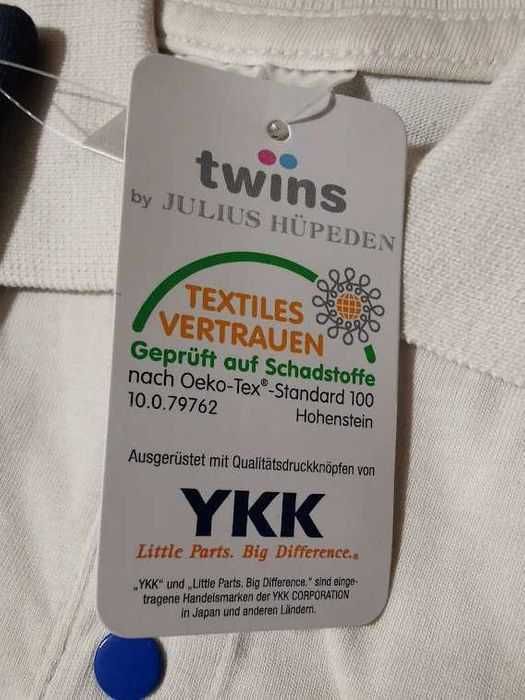 twins
by JULIUS HÜPEDEN
TEXTILES
VERTRAUEN
Geprüft auf Schadstoffe
nach Oeko-Tex®-Standard 100
10.0.79762 Hohenstein
Ausgerüstet mit Qualitätsdruckknöpfen von
YKK
Little Parts. Big Difference.®
„YKK" und „Little Parts. Big Difference." sind einge-
tragene Handelsmarken der YKK CORPORATION
in Japan und anderen Ländern.